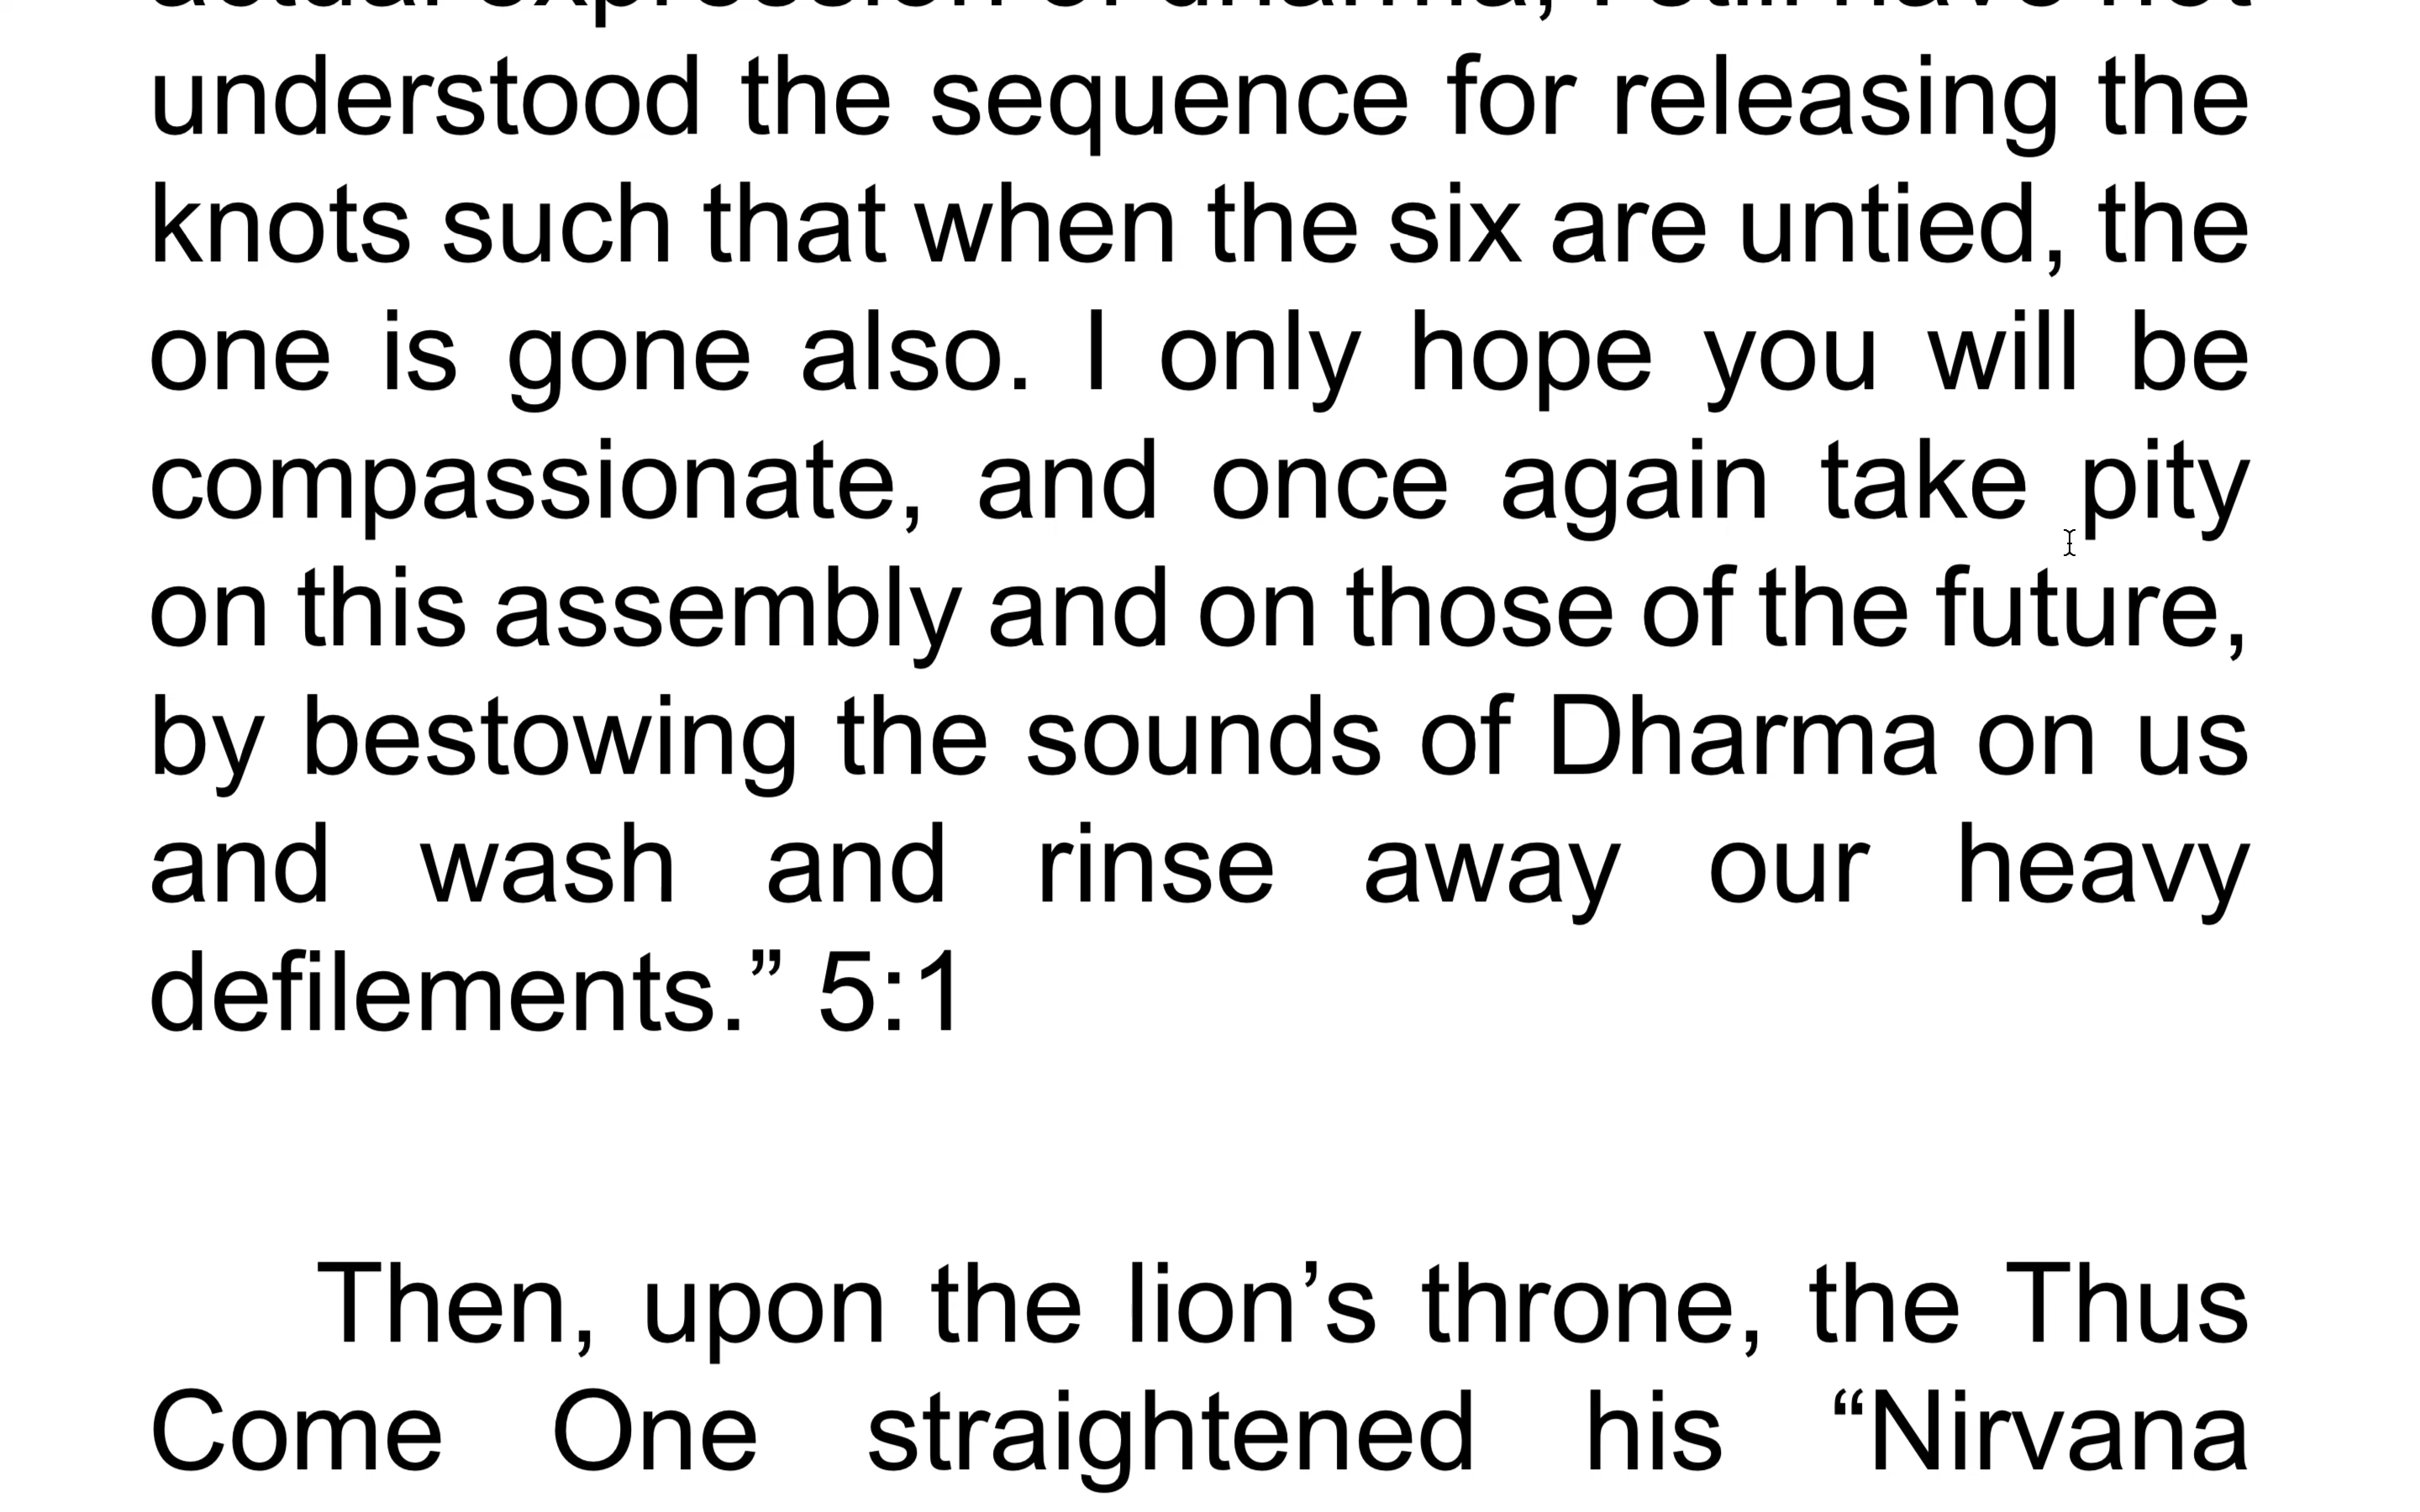 understood the sequence for releasing the
knots such that when the six are untied, the
one is gone also. I only hope you will be
compassionate, and once again take pity
on this assembly and on those of the future,
by bestowing the sounds of Dharma on us
and wash and rinse away our heavy
defilements.” 5:1
Then, upon the lion’s throne, the Thus
Come One straightened his “Nirvana